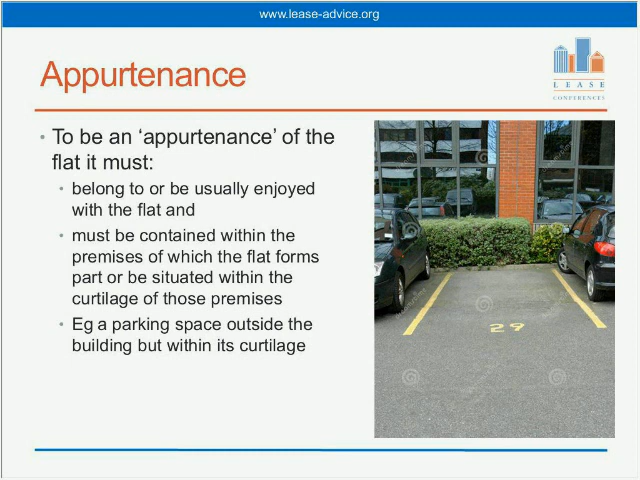 www.lease-advice.org
Appurtenance
LEASE
CONFERENCES
• To be an ‘appurtenance’ of the
flat it must:
• belong to or be usually enjoyed
with the flat and
• must be contained within the
premises of which the flat forms
part or be situated within the
curtilage of those premises
• Eg a parking space outside the
building but within its curtilage
29